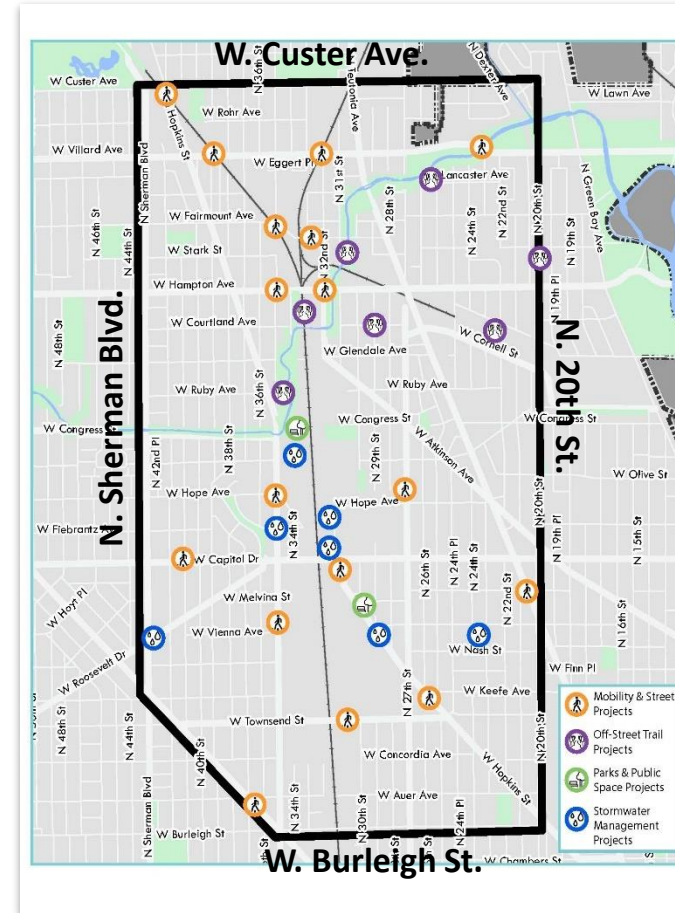 W. Custer Ave.
N 36th St
N Teutonia Ave
N Dexter Ave
W Custer Ave
W Rohr Ave
N Hopkins St
W Lawn Ave
W Villard Ave
W Eggert Pl
N 31st St
Lancaster Ave
N Sherman Blvd
N 28th St
N 24th St
N 22nd St
N 20th St
N 19th St
N Green Bay Ave
N 46th St
N 44th St
W Fairmount Ave
N 32nd St
W Stark St
W Hampton Ave
N 19th Pl
W Courtland Ave
W Cornell St
W Glendale Ave
N 48th St
N. Sherman Blvd.
N. 20th St.
W Ruby Ave
N 36th St
W Ruby Ave
W Congress St
W Congress St
W Congress St
N 42nd Pl
N 38th St
N 29th St
W Atkinson Ave
W Olive St
W Hope Ave
W Hope Ave
N 20th St
W Fiebrantz Ave
N 34th St
N 19th Pl
N 15th St
W Capitol Dr
N 26th St
N 24th Pl
N 24th St
W Hoyt Pl
W Melvina St
N 22nd St
N 16th St
W Vienna Ave
W Nash St
W Roosevelt Dr
W Finn Pl
N 27th St
W Keefe Ave
N 48th St
N 44th St
W Townsend St
N 20th St
N 40th St
W Concordia Ave
W Hopkins St
N Sherman Blvd
N 34th St
N 30th St
W Auer Ave
N 24th Pl
W Burleigh St
W Chambers St
W. Burleigh St.
Mobility & Street
Projects
Off-Street Trail
Projects
Parks & Public
Space Projects
Stormwater
Management
Projects